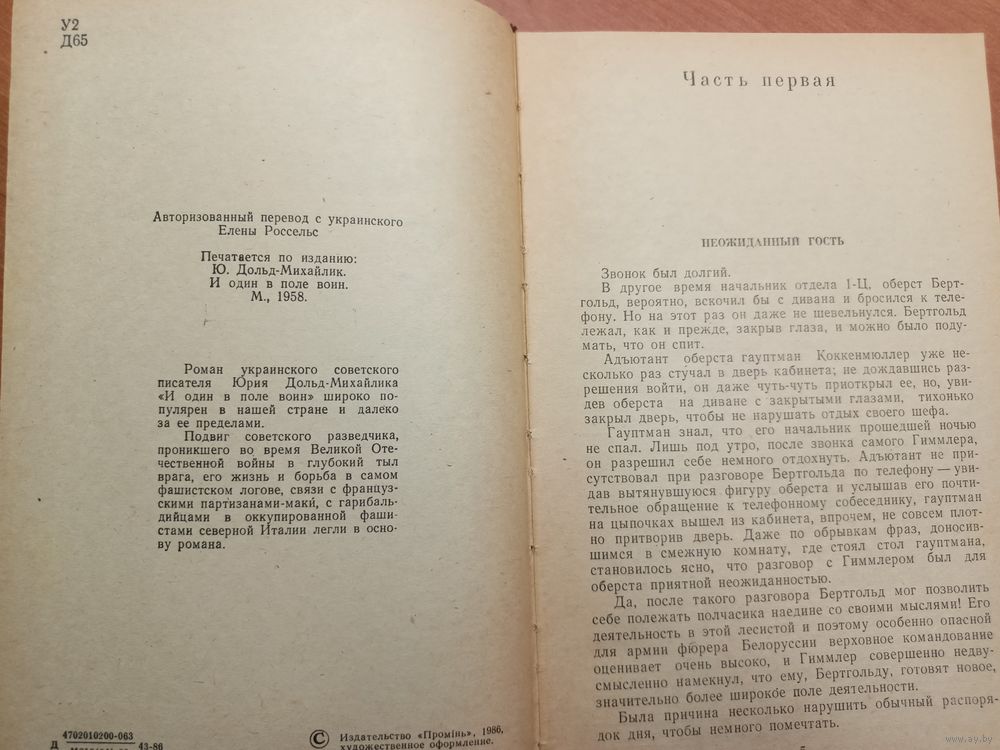 У2
Д65
Авторизованный перевод с украинского
Елены Россельс
Печатается по изданию:
Ю. Дольд-Михайлик.
И один в поле воин.
М., 1958.
Роман украинского советского
писателя Юрия Дольд-Михайлика
«И один в поле воин» широко по-
пулярен в нашей стране и далеко
за ее пределами.
Подвиг советского разведчика,
проникшего во время Великой Оте-
чественной войны в глубокий тыл
врага, его жизнь и борьба в самом
фашистском логове, связи с француз-
скими партизанами-маки, с гарибаль-
дийцами в оккупированной фаши-
стами северной Италии легли в осно-
ву романа.
4702010200-063
Д 43-86
© Издательство «Промінь», 1986,
художественное оформление.
Часть первая
НЕОЖИДАННЫЙ ГОСТЬ
Звонок был долгий.
В другое время начальник отдела 1-Ц, оберст Берт-
гольд, вероятно, вскочил бы с дивана и бросился к теле-
фону. Но на этот раз он даже не шевельнулся. Бертгольд
лежал, как и прежде, закрыв глаза, и можно было поду-
мать, что он спит.
Адъютант оберста гауптман Коккенмюллер уже не-
сколько раз стучал в дверь кабинета; не дождавшись раз-
решения войти, он даже чуть-чуть приоткрыл ее, но, уви-
дев оберста на диване с закрытыми глазами, тихонько
закрыл дверь, чтобы не нарушать отдых своего шефа.
Гауптман знал, что его начальник прошедшей ночью
не спал. Лишь под утро, после звонка самого Гиммлера,
он разрешил себе немного отдохнуть. Адъютант не при-
сутствовал при разговоре Бертгольда по телефону — уви-
дав вытянувшуюся фигуру оберста и услышав его почти-
тельное обращение к телефонному собеседнику, гауптман
на цыпочках вышел из кабинета, впрочем, не совсем плот-
но притворив дверь. Даже по обрывкам фраз, доносив-
шимся в смежную комнату, где стоял стол гауптмана,
становилось ясно, что разговор с Гиммлером был для
оберста приятной неожиданностью.
Да, после такого разговора Бертгольд мог позволить
себе полежать полчасика наедине со своими мыслями! Его
деятельность в этой лесистой и поэтому особенно опасной
для армии фюрера Белоруссии верховное командование
оценивает очень высоко, и Гиммлер совершенно недву-
смысленно намекнул, что ему, Бертгольду, готовят новое,
значительно более широкое поле деятельности.
Была причина несколько нарушить обычный распоря-
док дня, чтобы немного помечтать.
www.ay.by